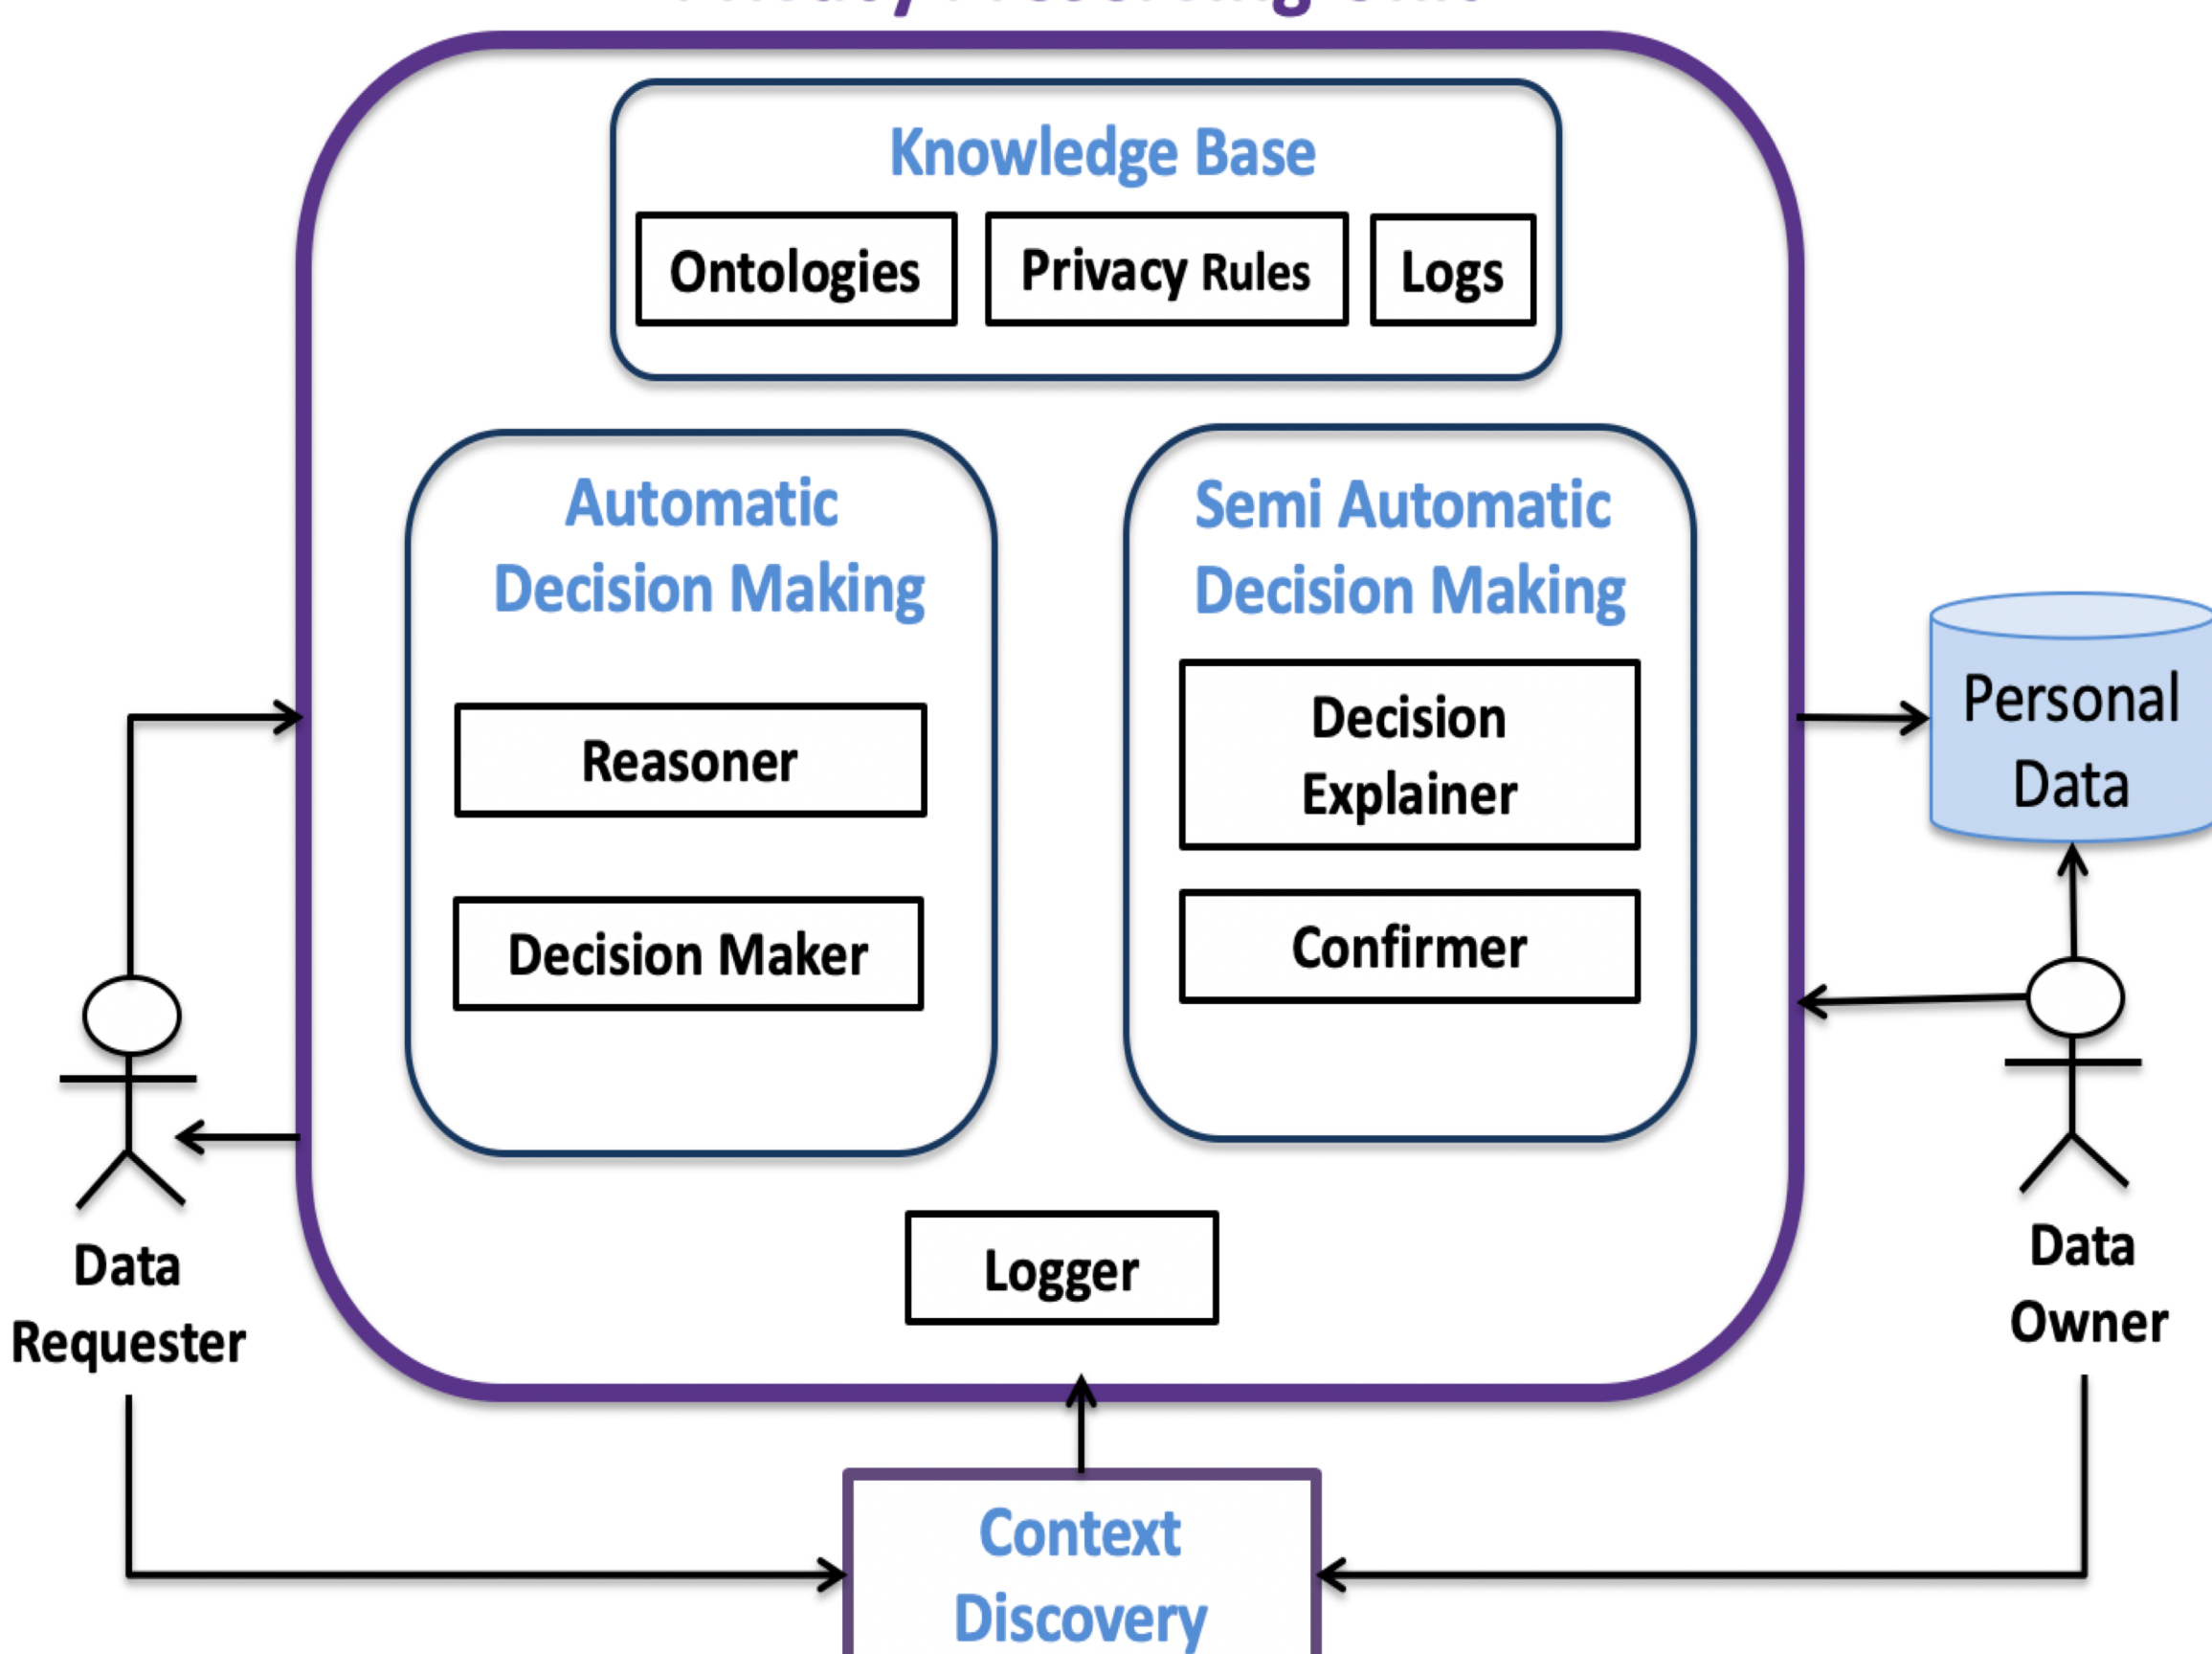 Knowledge Base
Ontologies
Privacy Rules
Logs
Automatic
Decision Making
Reasoner
Decision Maker
Semi Automatic
Decision Making
Decision
Explainer
Confirmer
Personal
Data
Data
Requester
Data
Owner
Logger
Context
Discovery